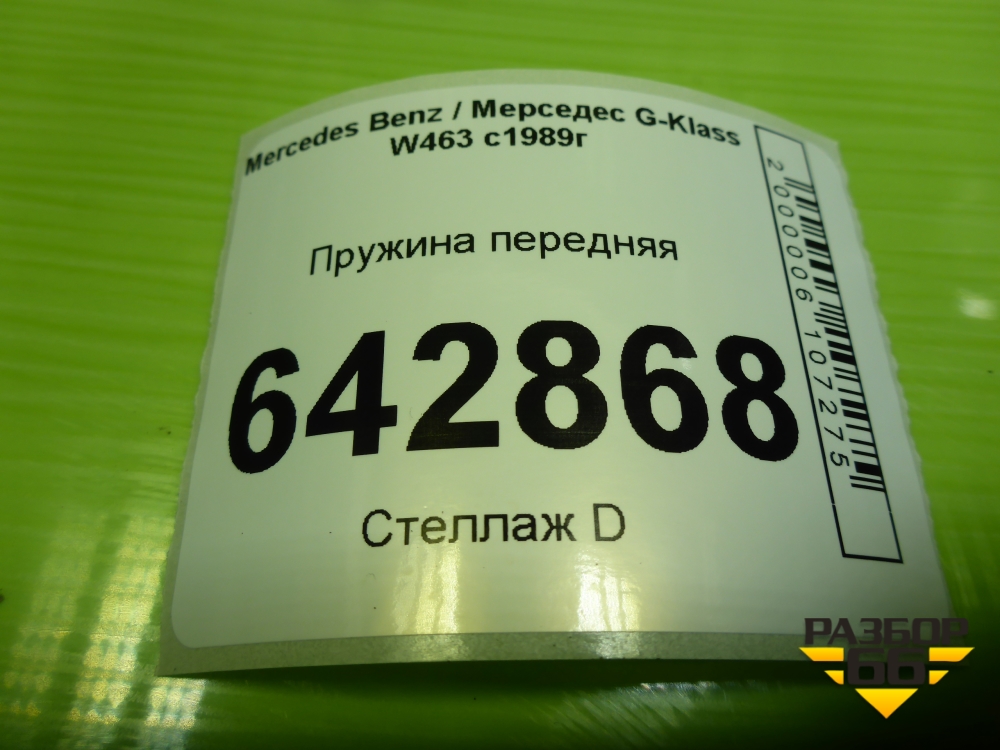 Mercedes Benz / Мерседес G-Klass
W463 с1989г
Пружина передняя
642868
Стеллаж D
2000006107275
РАЗБОР
66